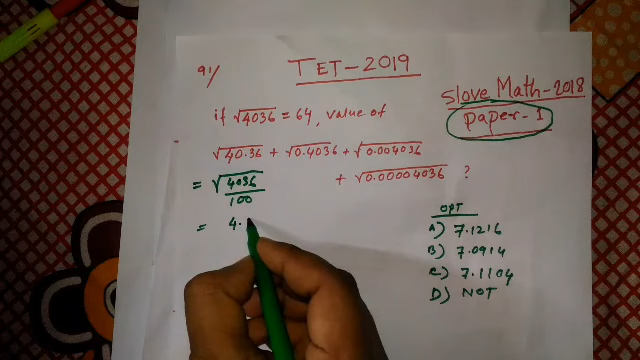 91/
TET-2019
Slove Math-2018
paper-1
if √4036 = 64, value of
√40.36 + √0.4036 + √0.004036
+ √0.00004036 ?
= √4036/100
= 4.
OPT
A) 7.1216
B) 7.0914
C) 7.1104
D) NOT